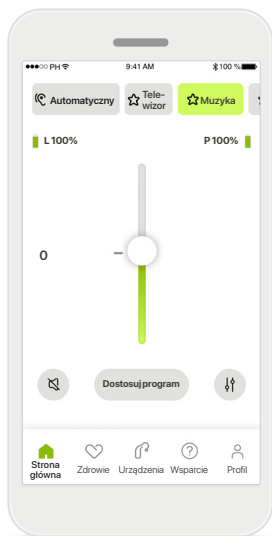 ●●●○○ PH 9:41 AM 100 %
Automatyczny
Tele-
wizor
Muzyka
L 100% P 100%
0
Dostosuj program
Strona
główna
Zdrowie Urządzenia Wsparcie Profil